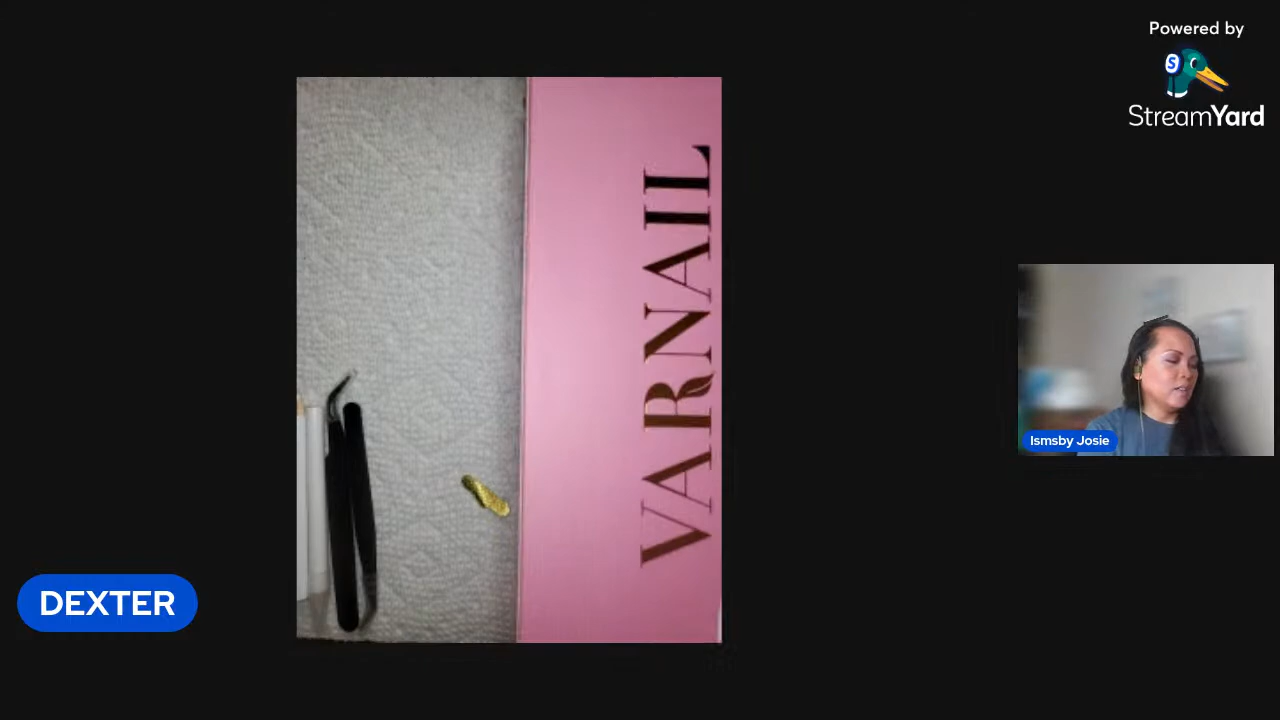 Powered by
S
StreamYard
VARNAIL
Ismsby Josie
DEXTER